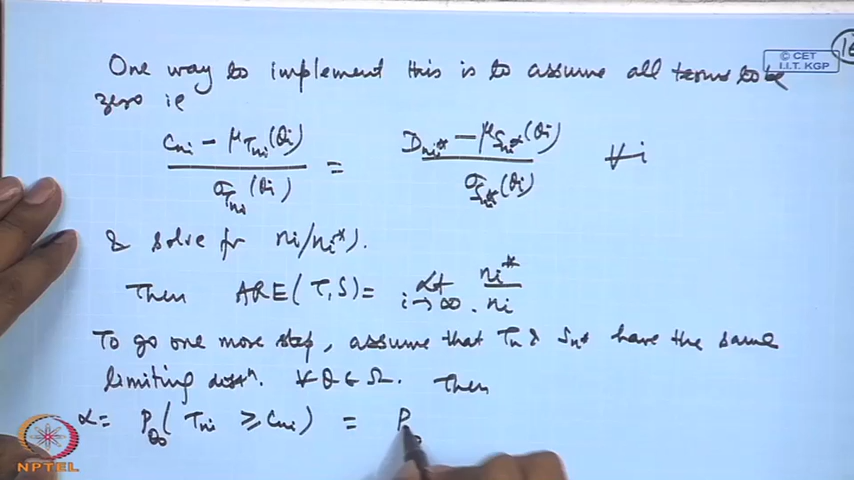 16
© CET
I.I.T. KGP
One way to implement this is to assume all terms to be
zero ie
(C_{ni} − μ_{T_{ni}}(θi)) / σ_{T_{ni}}(θi) = (D_{ni*} − μ_{S_{ni*}}(θi)) / σ_{S_{ni*}}(θi) ∀ i
& solve for ni/ni*).
Then ARE(T,S) = Lt_{i→∞} ni*/ni
To go one more step, assume that Tn & Sn* have the same
limiting distn. ∀ θ ∈ Ω. Then
α = P_{θ0}(T_{ni} ≥ C_{ni}) = P
NPTEL